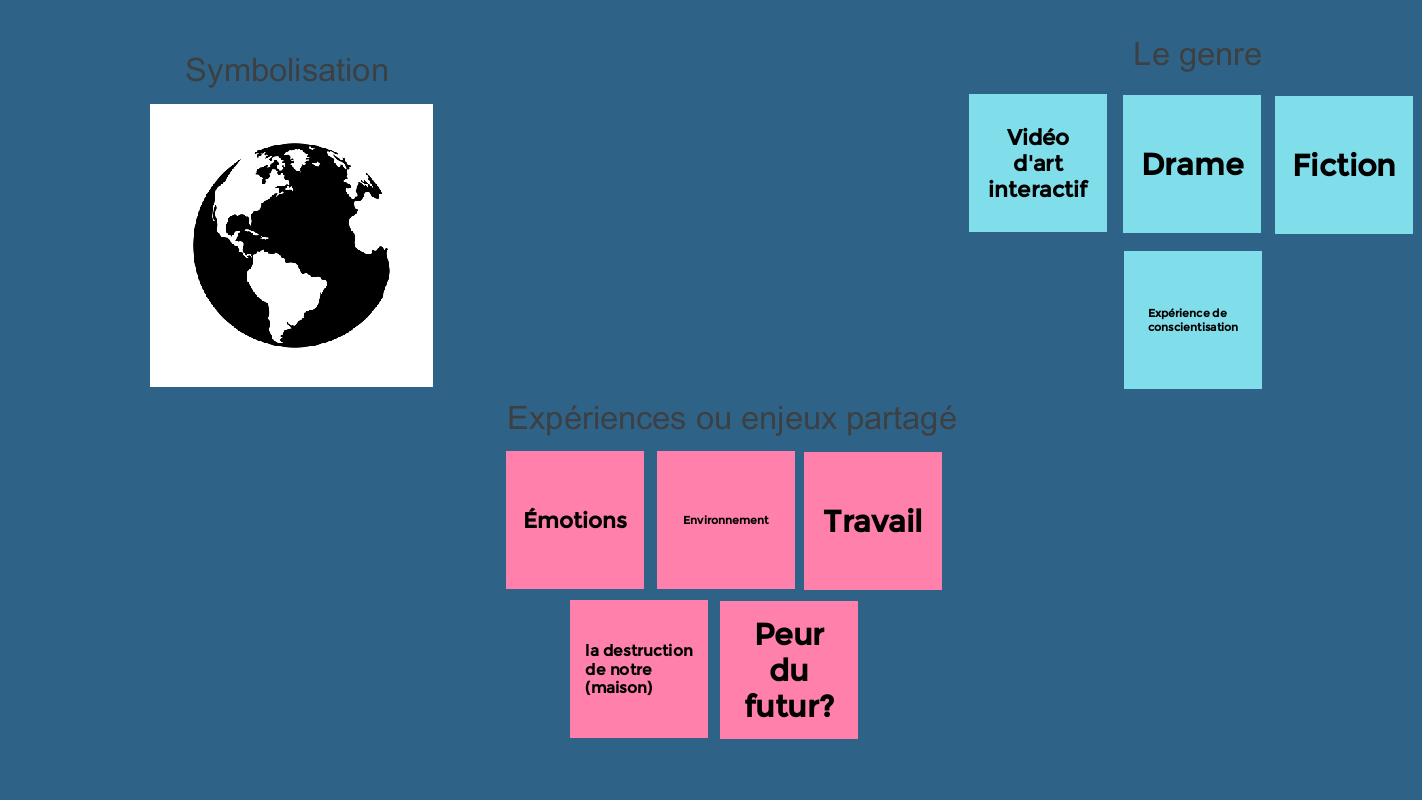 Symbolisation
Le genre
Vidéo
d'art
interactif
Drame
Fiction
Expérience de
conscientisation
Expériences ou enjeux partagé
Émotions
Environnement
Travail
la destruction
de notre
(maison)
Peur
du
futur?